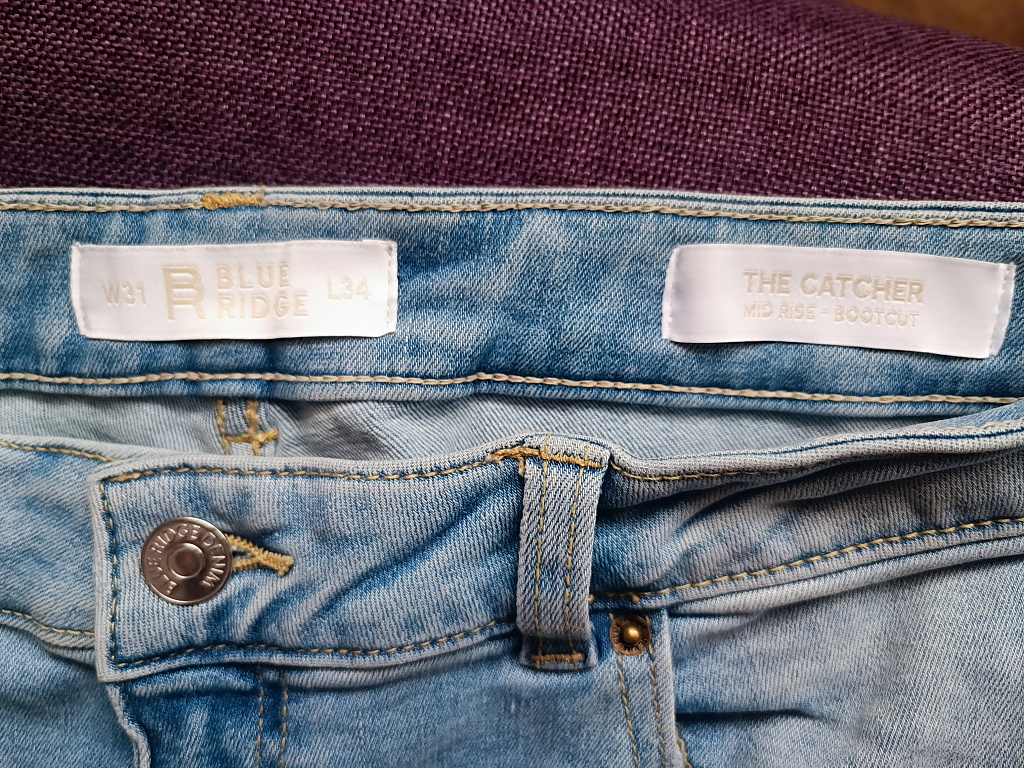 W31 BLUE RIDGE L34
THE CATCHER
MID RISE - BOOTCUT
BLUE RIDGE DENIM